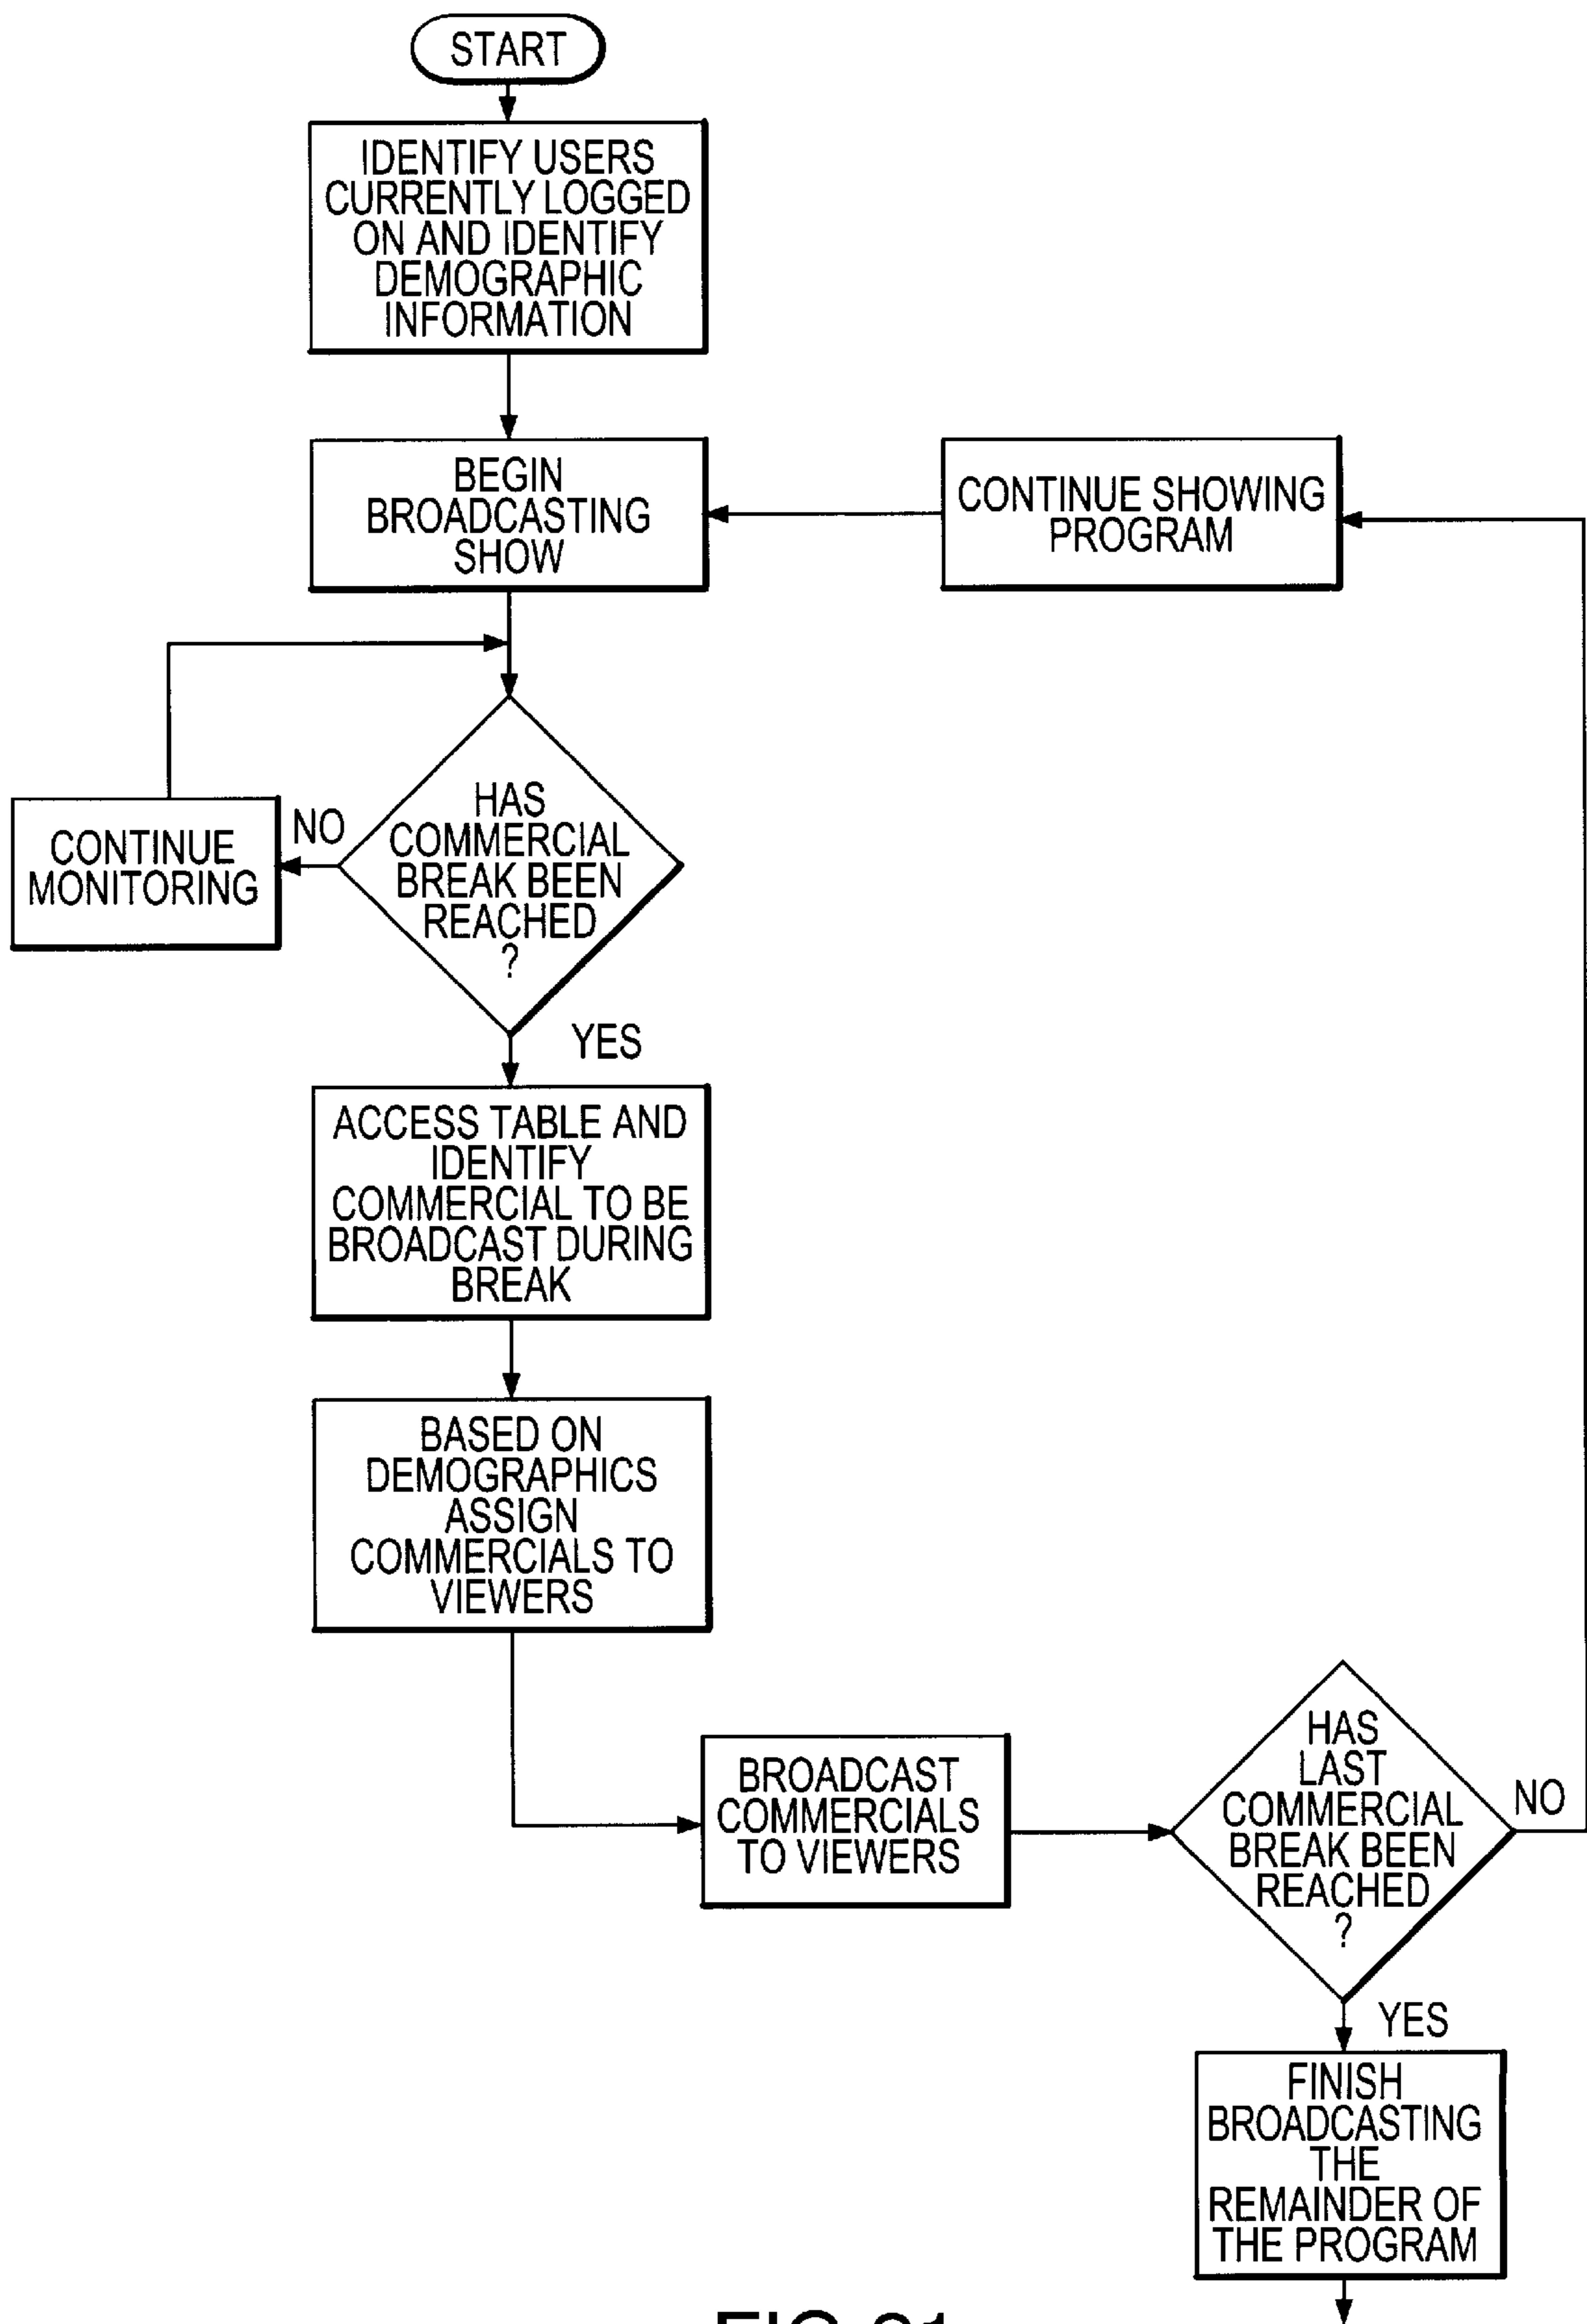 START
IDENTIFY USERS
CURRENTLY LOGGED
ON AND IDENTIFY
DEMOGRAPHIC
INFORMATION
BEGIN
BROADCASTING
SHOW
CONTINUE SHOWING
PROGRAM
HAS
COMMERCIAL
BREAK BEEN
REACHED
?
NO
CONTINUE
MONITORING
YES
ACCESS TABLE AND
IDENTIFY
COMMERCIAL TO BE
BROADCAST DURING
BREAK
BASED ON
DEMOGRAPHICS
ASSIGN
COMMERCIALS TO
VIEWERS
BROADCAST
COMMERCIALS
TO VIEWERS
HAS
LAST
COMMERCIAL
BREAK BEEN
REACHED
?
NO
YES
FINISH
BROADCASTING
THE
REMAINDER OF
THE PROGRAM